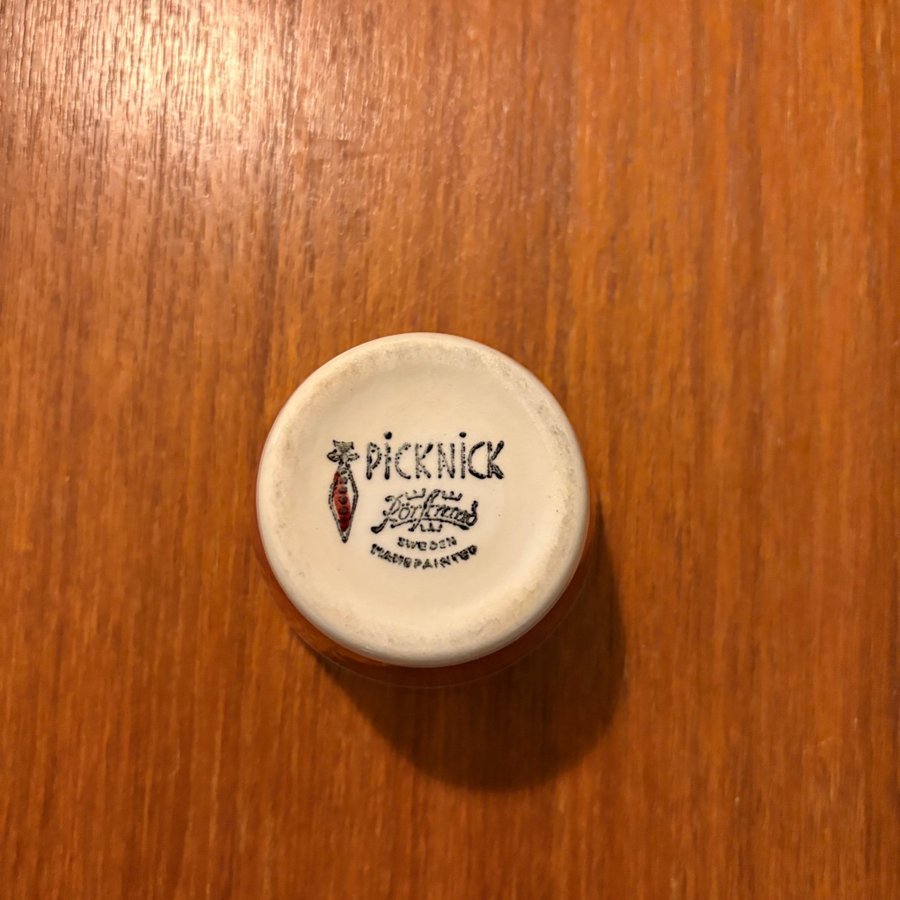 PiCKNiCK
Rörstrand
SWEDEN
HANDPAINTED